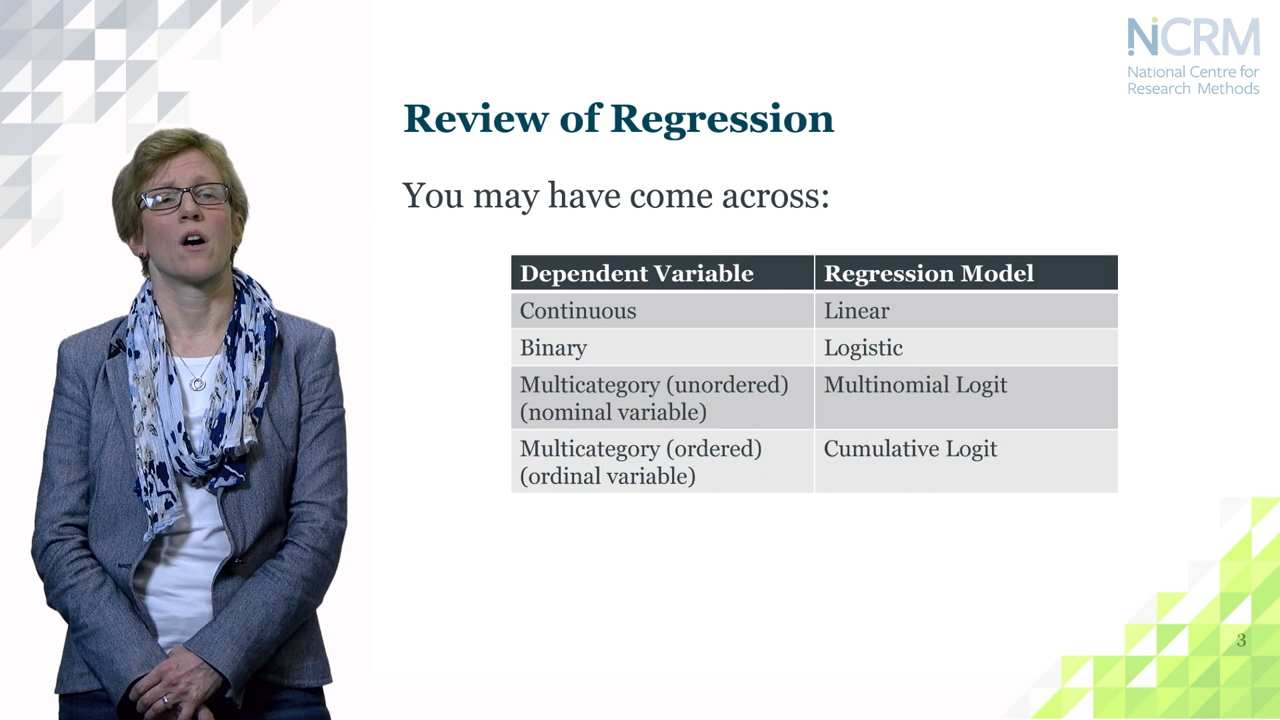 NCRM
National Centre for
Research Methods
Review of Regression
You may have come across:
Dependent Variable Regression Model
Continuous Linear
Binary Logistic
Multicategory (unordered) Multinomial Logit
(nominal variable)
Multicategory (ordered) Cumulative Logit
(ordinal variable)
3